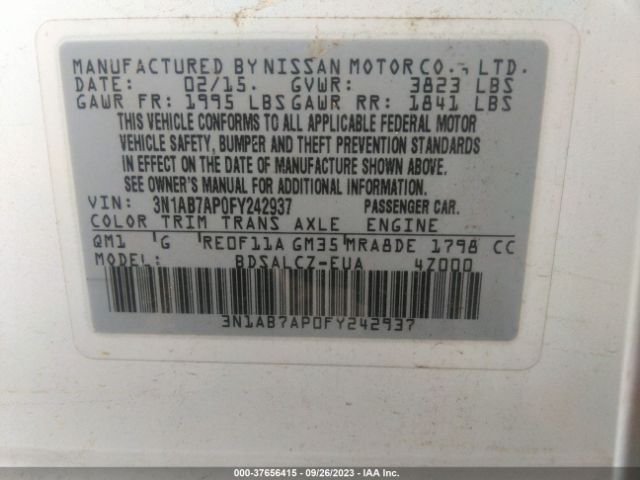 MANUFACTURED BY NISSAN MOTOR CO., LTD.
DATE: 02/15. GVWR: 3823 LBS
GAWR FR: 1995 LBS GAWR RR: 1841 LBS
THIS VEHICLE CONFORMS TO ALL APPLICABLE FEDERAL MOTOR
VEHICLE SAFETY, BUMPER AND THEFT PREVENTION STANDARDS
IN EFFECT ON THE DATE OF MANUFACTURE SHOWN ABOVE.
SEE OWNER'S MANUAL FOR ADDITIONAL INFORMATION.
VIN: 3N1AB7AP0FY242937 PASSENGER CAR.
COLOR TRIM TRANS AXLE ENGINE
QM1 G RE0F11A GM35 MRA8DE 1798 CC
MODEL: BDSALCZ-EUA 4Z000
3N1AB7AP0FY242937
000-37656415 - 09/26/2023 - IAA Inc.